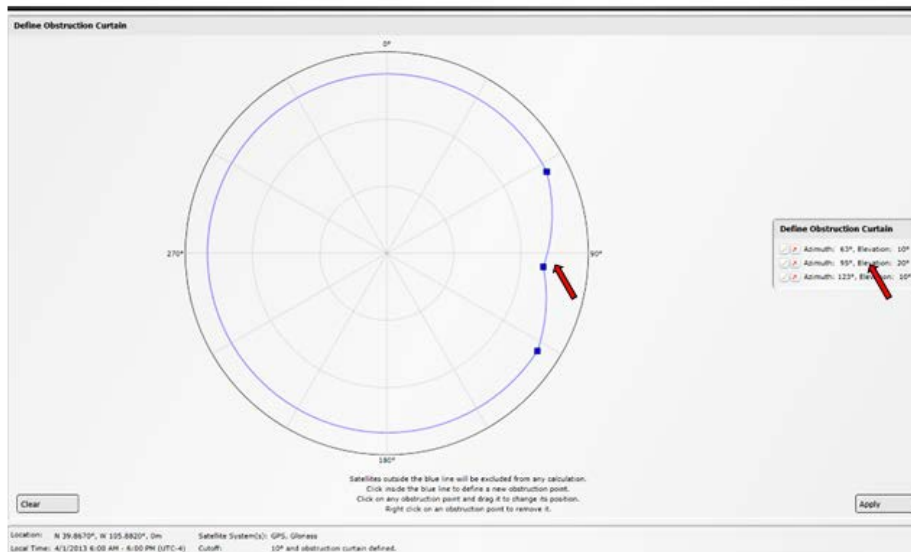 Define Obstruction Curtain
0°
270°
90°
180°
Define Obstruction Curtain
Azimuth: 63°, Elevation: 10°
Azimuth: 95°, Elevation: 20°
Azimuth: 123°, Elevation: 10°
Satellites outside the blue line will be excluded from any calculation.
Click inside the blue line to define a new obstruction point.
Click on any obstruction point and drag it to change its position.
Right click on an obstruction point to remove it.
Clear
Apply
Location: N 39.8670°, W 105.8820°, 0m Satellite System(s): GPS, Glonass
Local Time: 4/1/2013 6:00 AM - 6:00 PM (UTC-4) Cutoff: 10° and obstruction curtain defined.